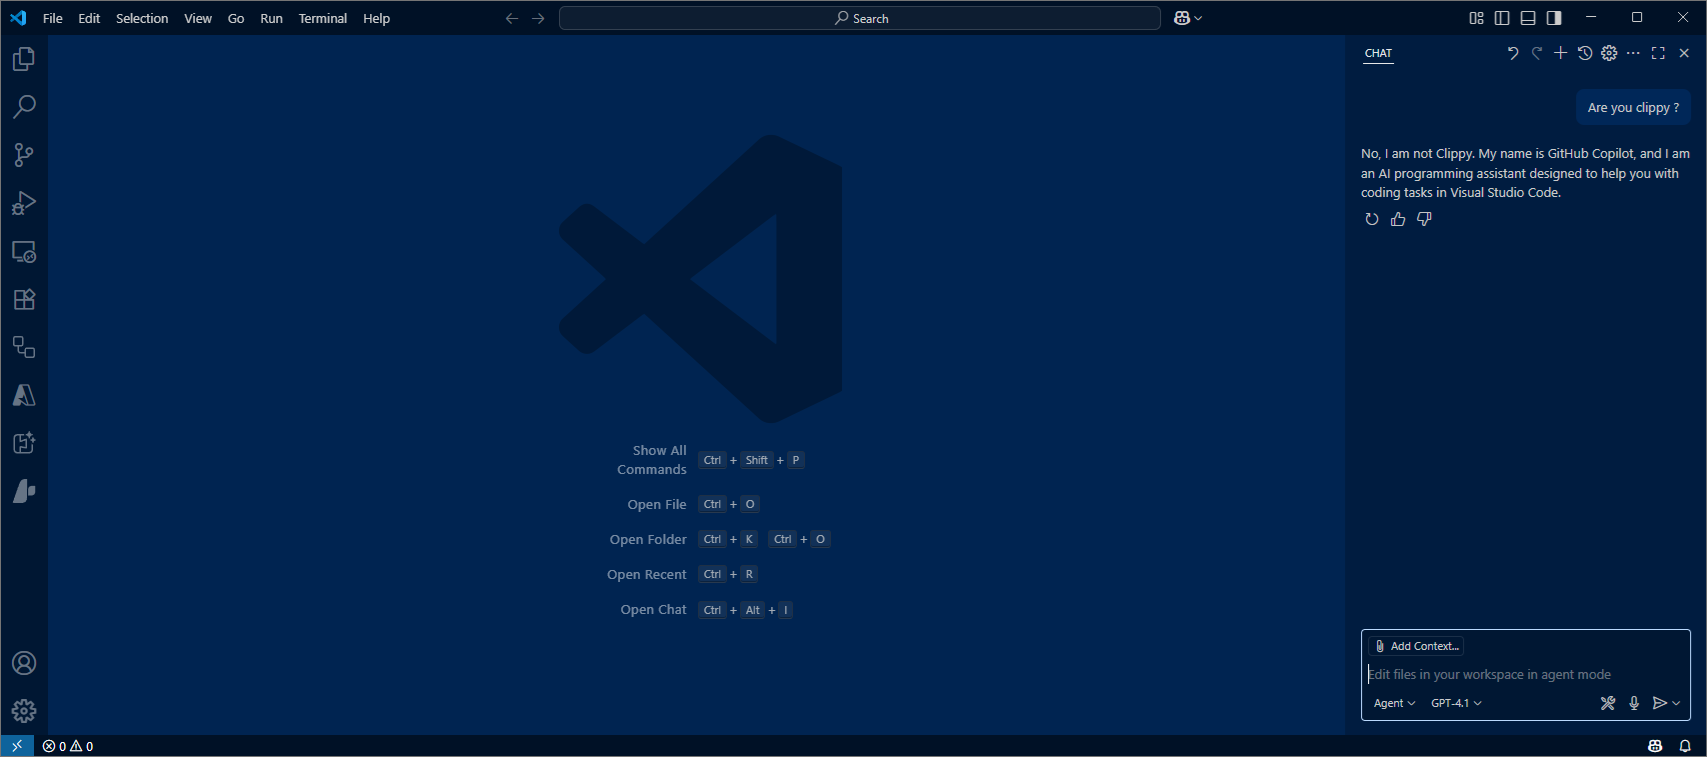 File Edit Selection View Go Run Terminal Help
Search
CHAT
Are you clippy ?
No, I am not Clippy. My name is GitHub Copilot, and I am
an AI programming assistant designed to help you with
coding tasks in Visual Studio Code.
Show All
Commands
Ctrl + Shift + P
Open File Ctrl + O
Open Folder Ctrl + K Ctrl + O
Open Recent Ctrl + R
Open Chat Ctrl + Alt + I
Add Context...
Edit files in your workspace in agent mode
Agent GPT-4.1
0 0